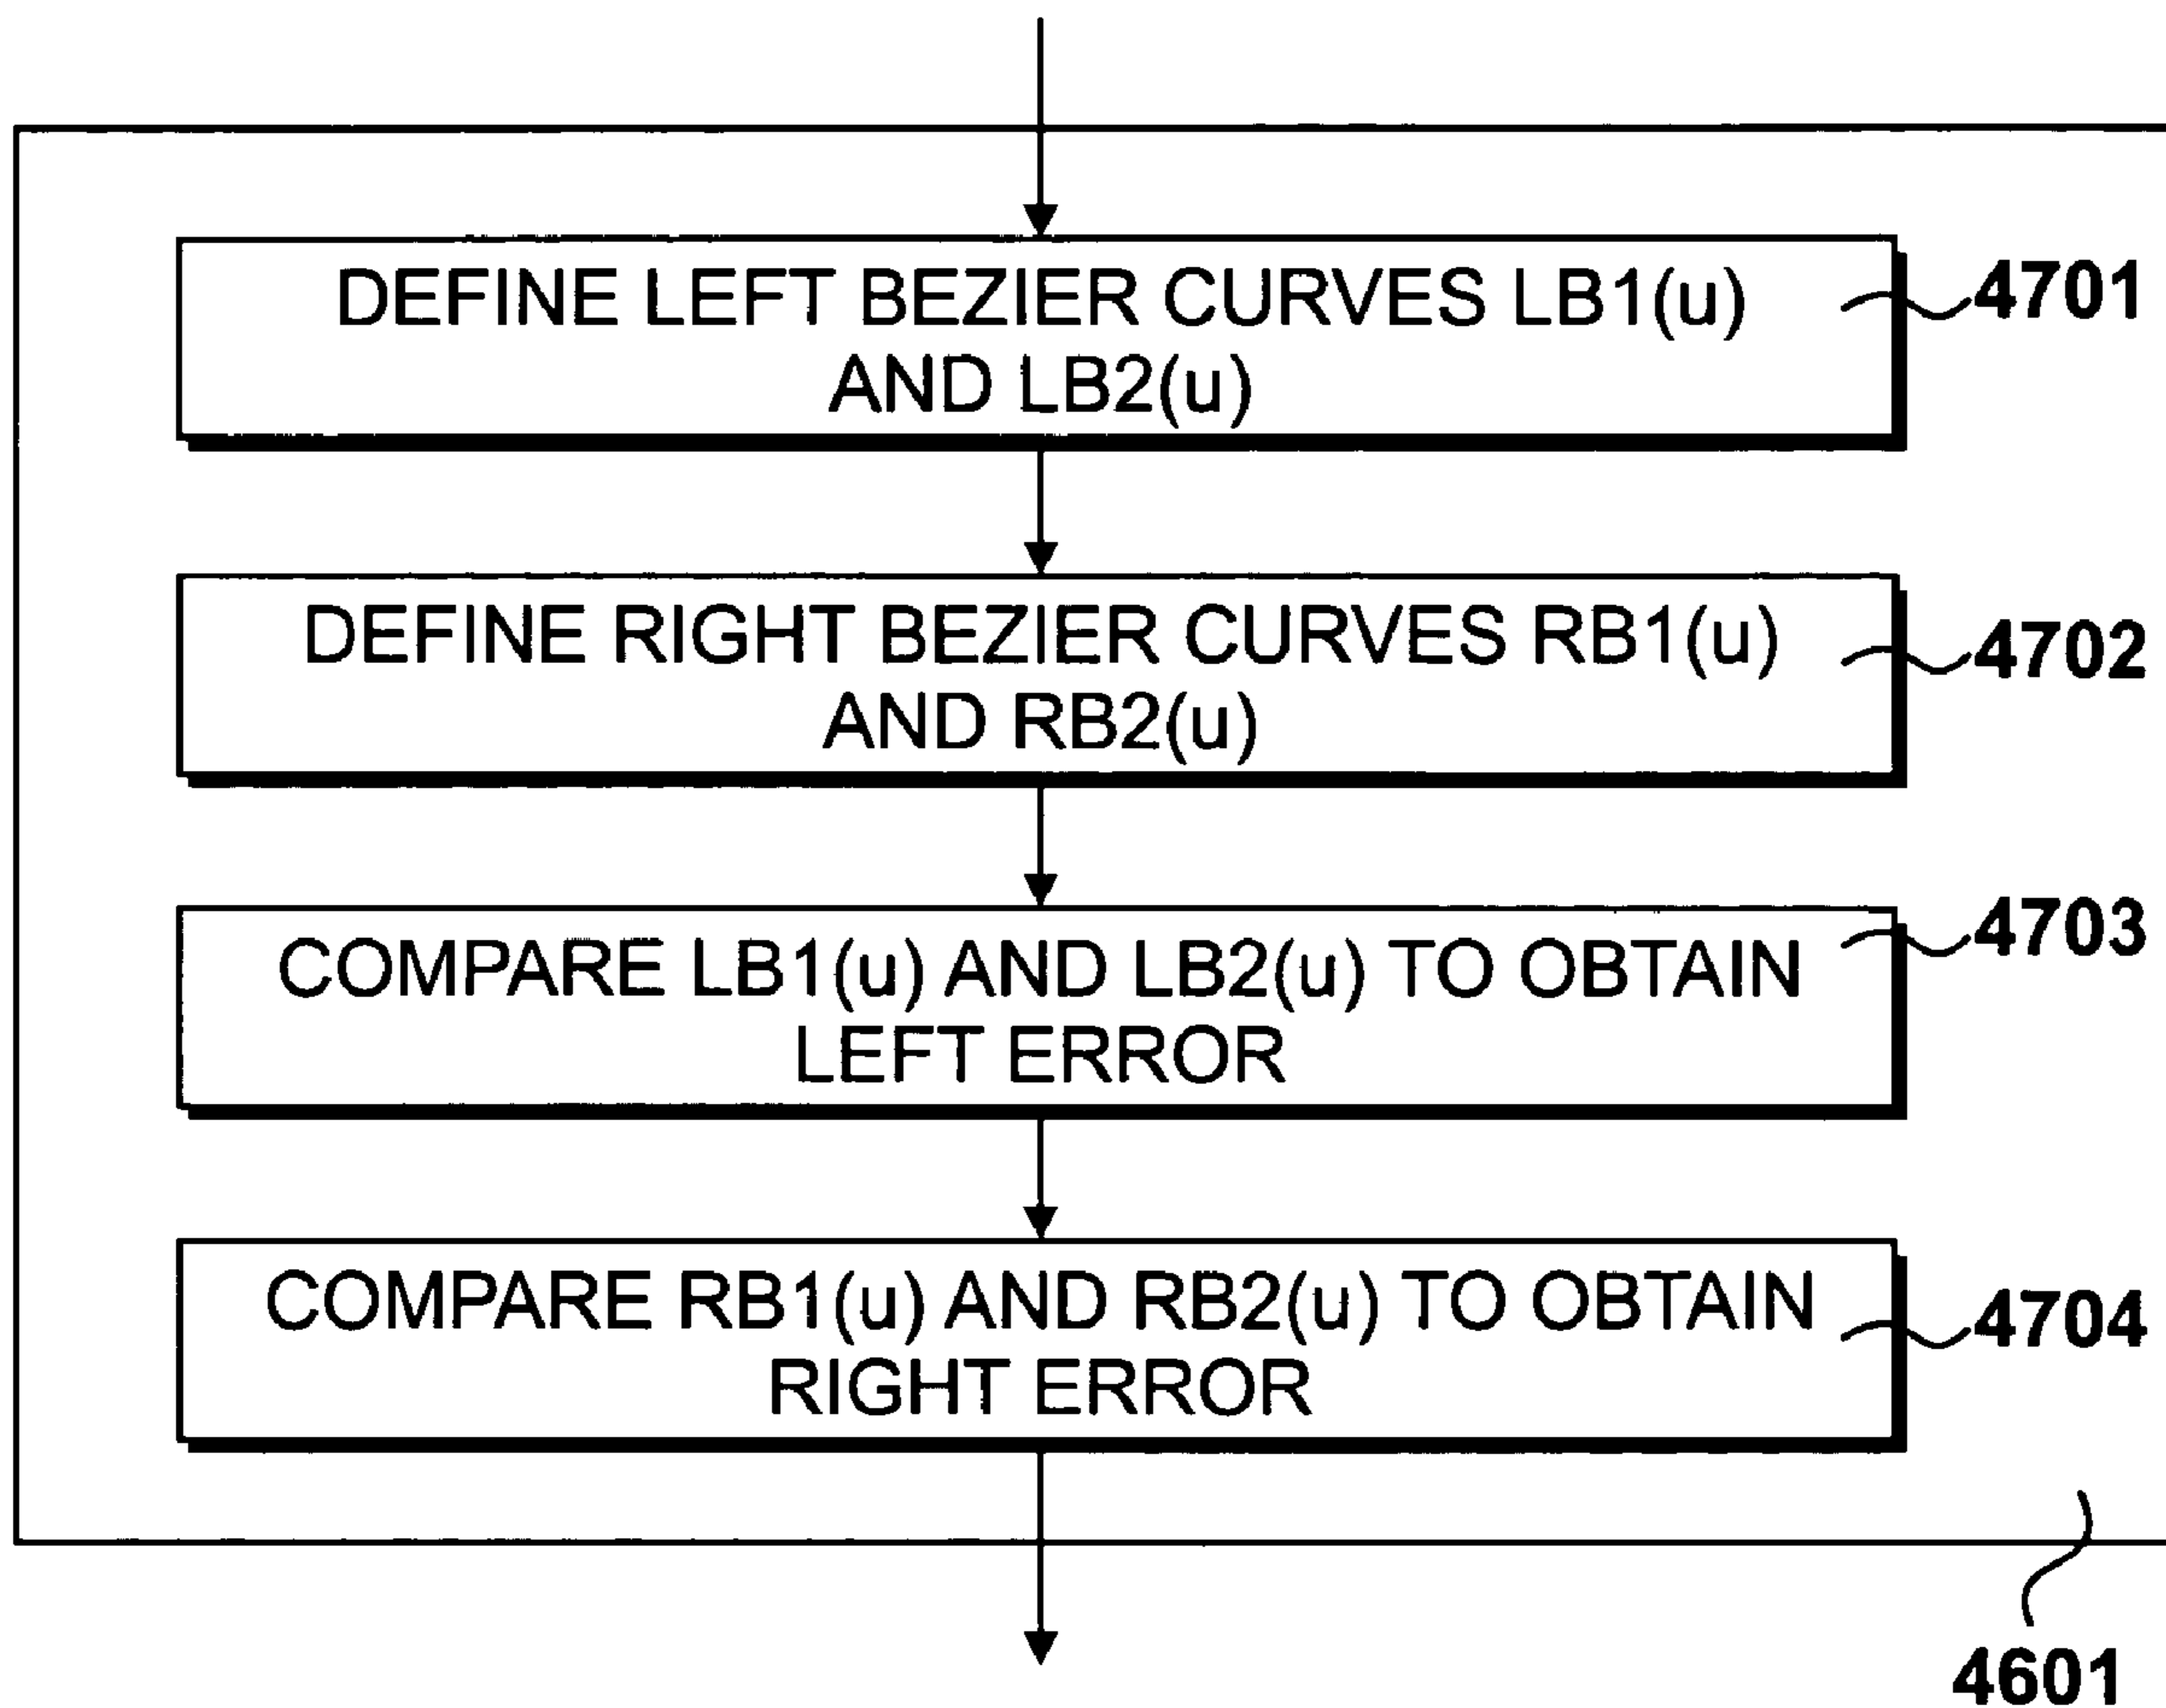 DEFINE LEFT BEZIER CURVES LB1(u)
AND LB2(u)
4701
DEFINE RIGHT BEZIER CURVES RB1(u)
AND RB2(u)
4702
COMPARE LB1(u) AND LB2(u) TO OBTAIN
LEFT ERROR
4703
COMPARE RB1(u) AND RB2(u) TO OBTAIN
RIGHT ERROR
4704
4601